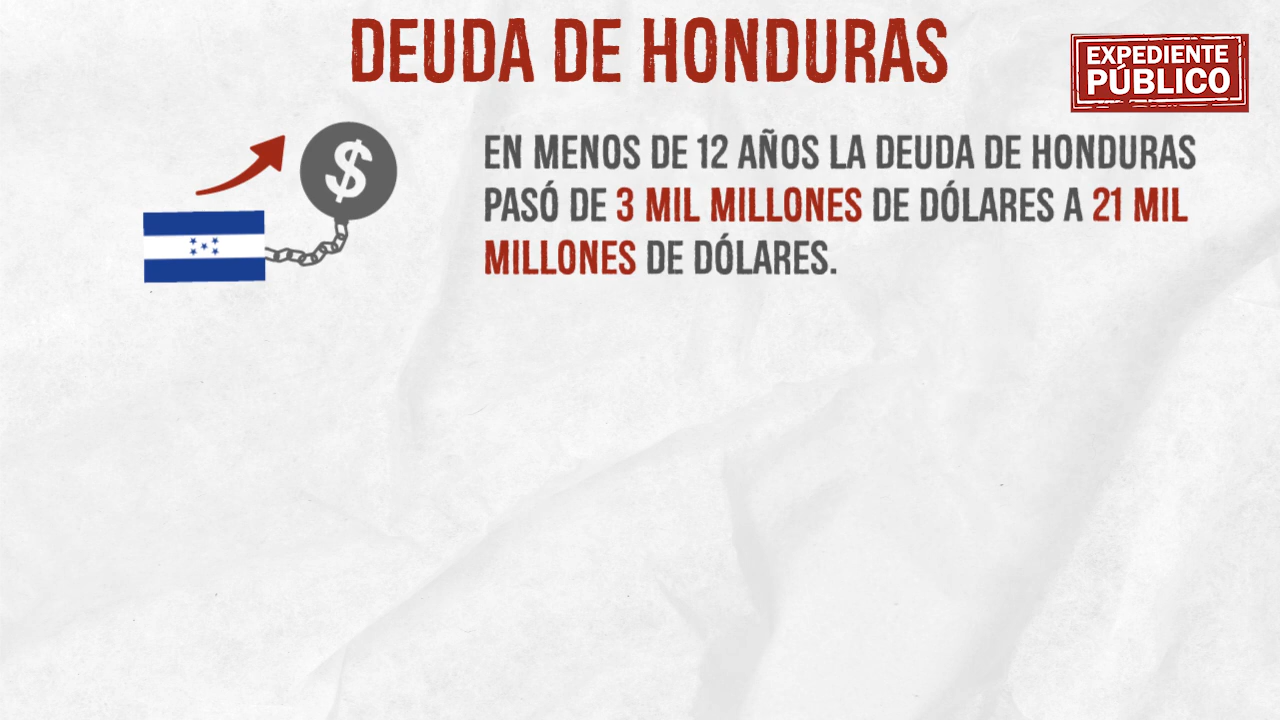 DEUDA DE HONDURAS
EXPEDIENTE
PÚBLICO
$
EN MENOS DE 12 AÑOS LA DEUDA DE HONDURAS
PASÓ DE 3 MIL MILLONES DE DÓLARES A 21 MIL
MILLONES DE DÓLARES.